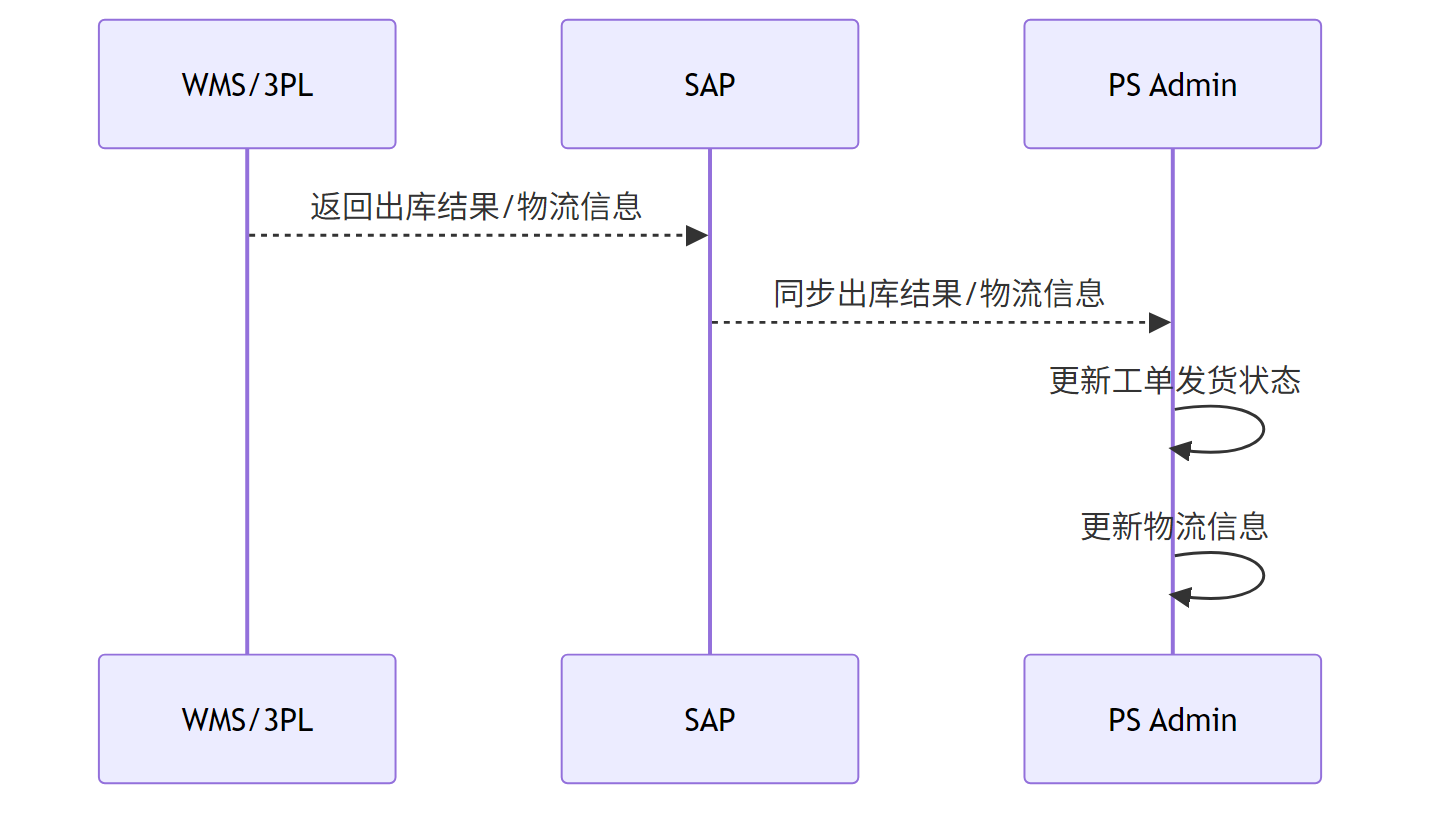 WMS/3PL
SAP
PS Admin
返回出库结果/物流信息
同步出库结果/物流信息
更新工单发货状态
更新物流信息
WMS/3PL
SAP
PS Admin